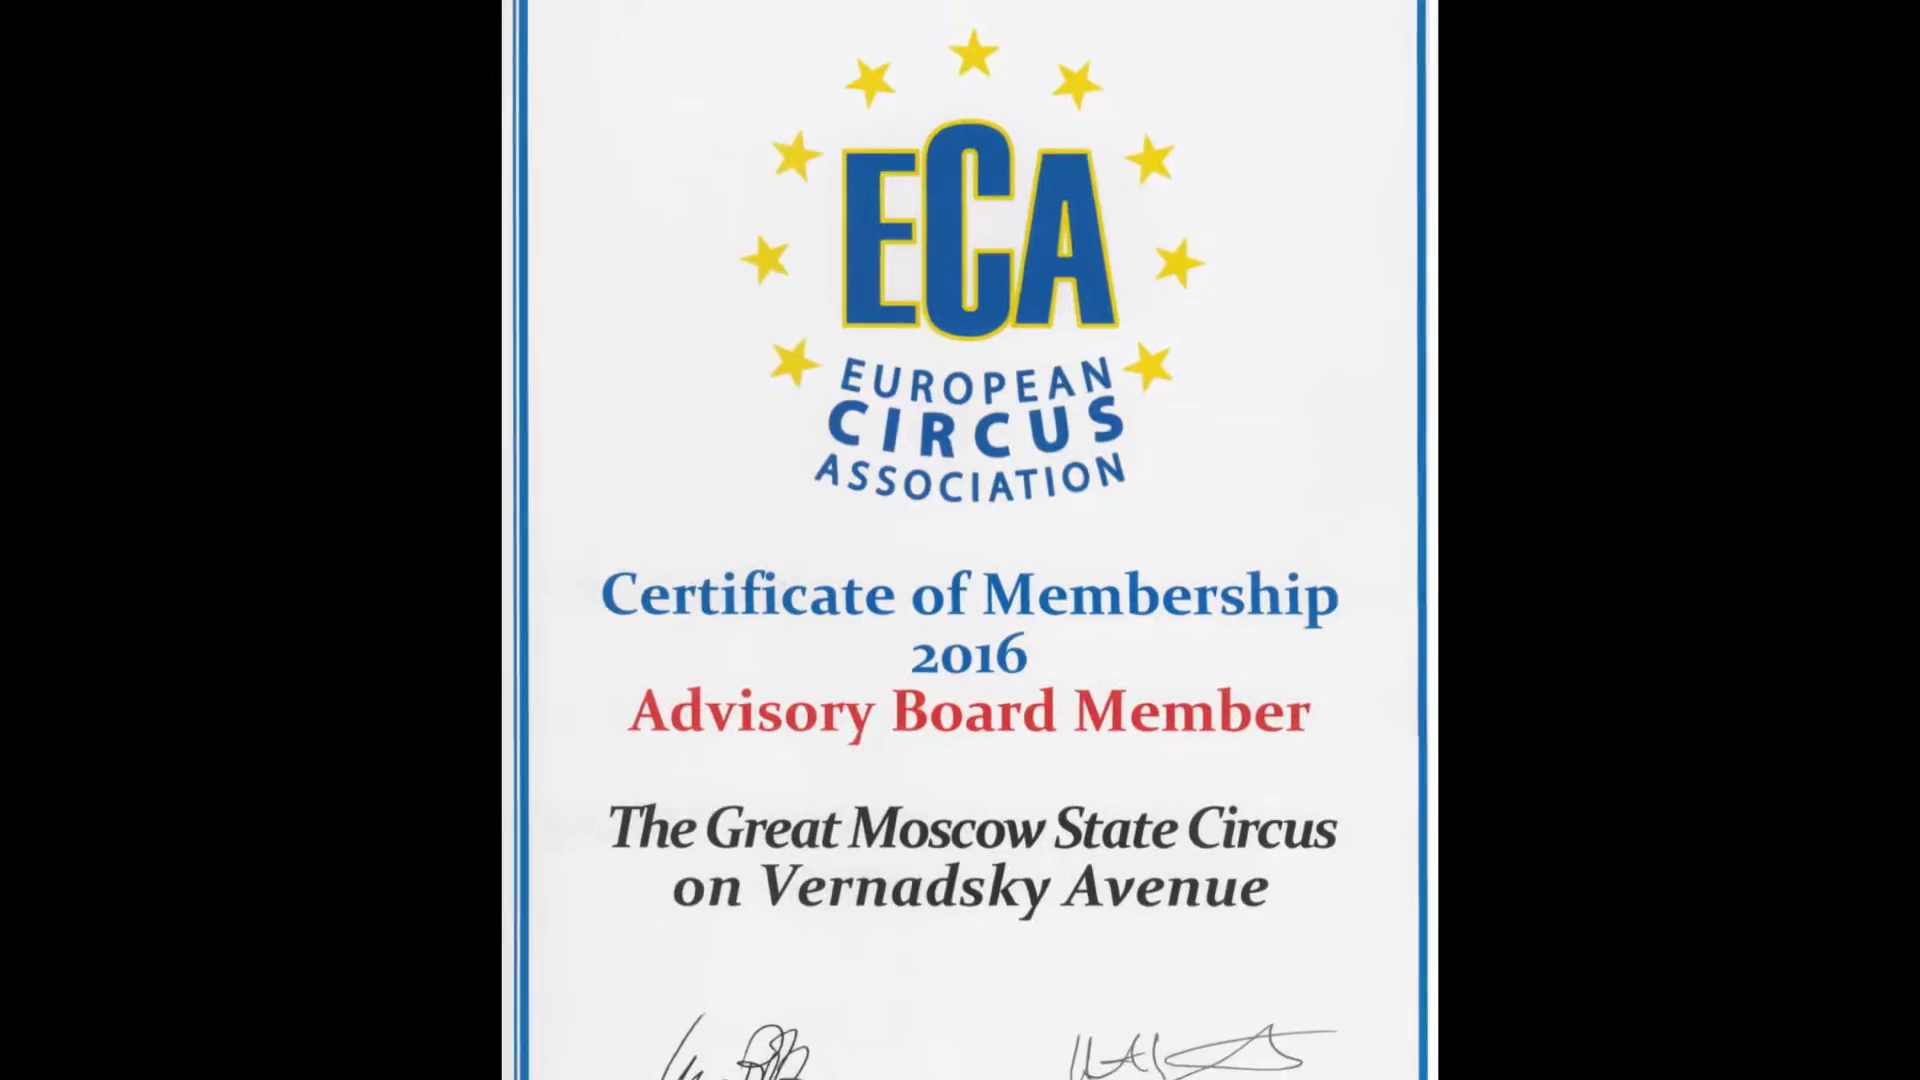 ECA
EUROPEAN
CIRCUS
ASSOCIATION
Certificate of Membership
2016
Advisory Board Member
The Great Moscow State Circus
on Vernadsky Avenue